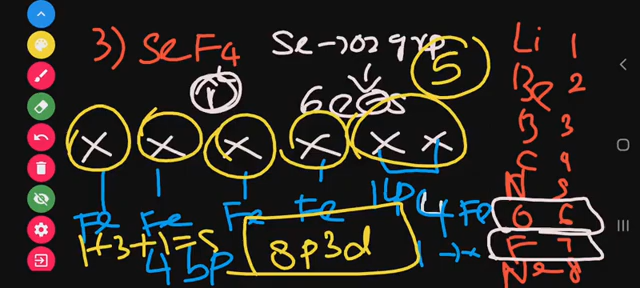 3) SeF4
Se→O2 grp
5
6 e
X X X X X X
Fe Fe Fe Fe 1lp
4 Fe
1+3+1=5
4 bp
8p3d
Li 1
Be 2
B 3
C 4
N 5
O 6
F 7
Ne 8